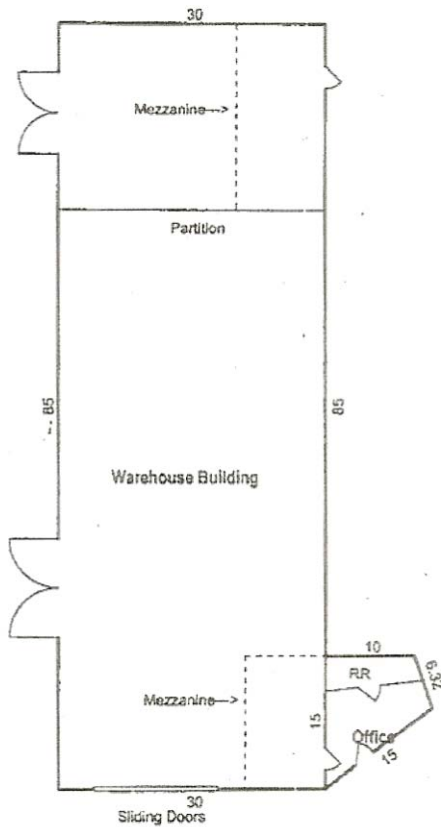 30
Mezzanine-->
Partition
-- 85
85
Warehouse Building
10
RR
6.32
Mezzanine-->
15
Office
15
30
Sliding Doors